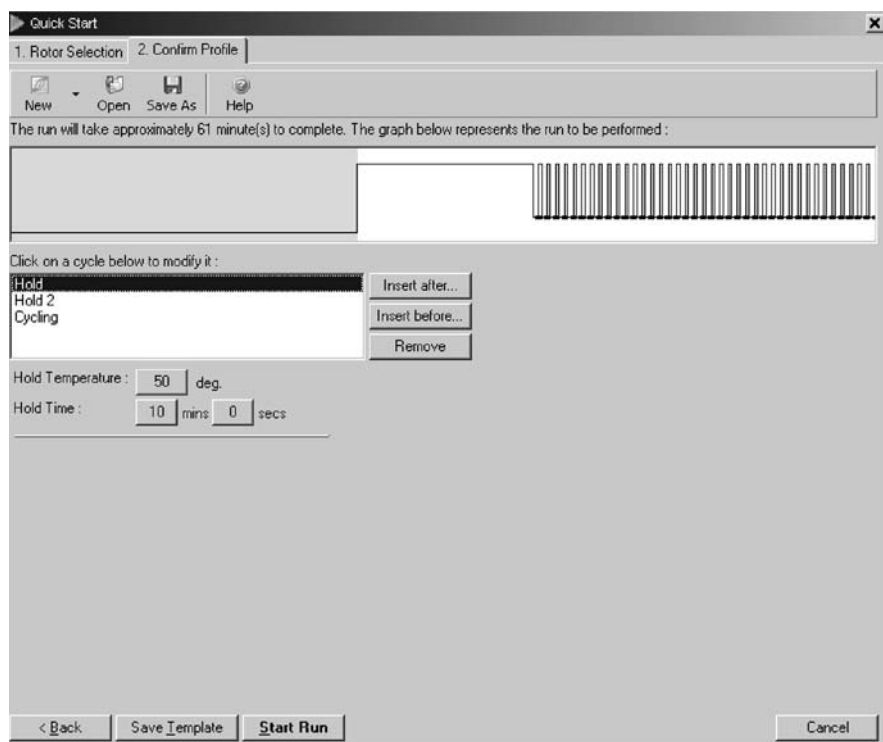 Quick Start
1. Rotor Selection 2. Confirm Profile
New Open Save As Help
The run will take approximately 61 minute(s) to complete. The graph below represents the run to be performed :
Click on a cycle below to modify it :
Hold
Hold 2
Cycling
Insert after...
Insert before...
Remove
Hold Temperature : 50 deg.
Hold Time : 10 mins 0 secs
< Back Save Template Start Run Cancel